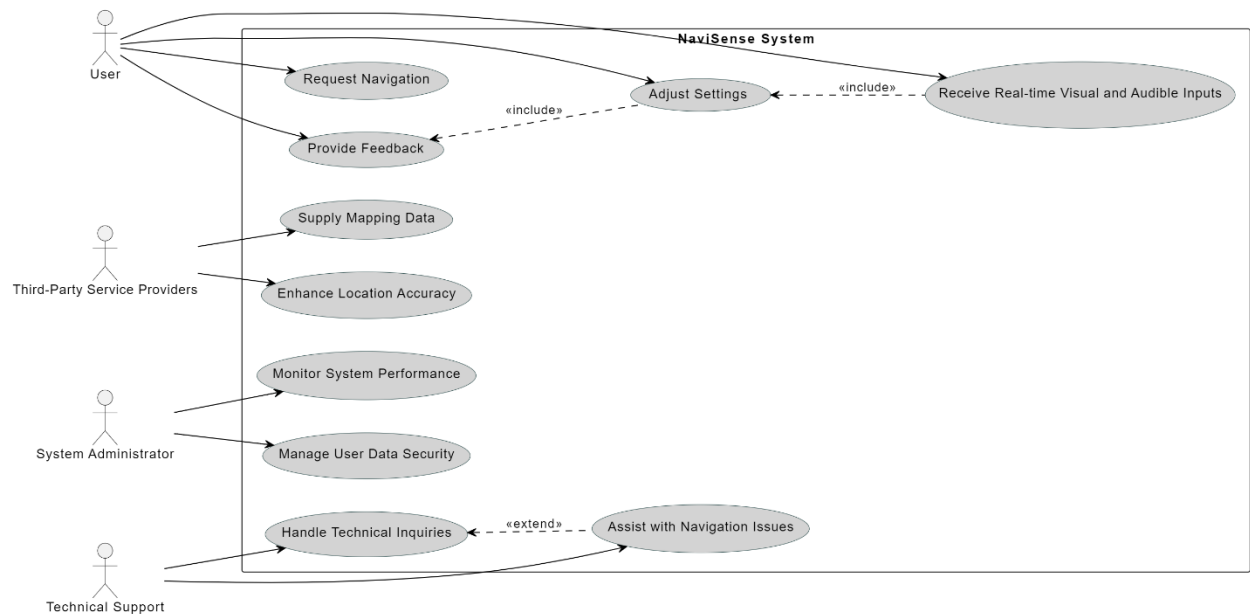 NaviSense System
User
Request Navigation
Adjust Settings
«include»
Receive Real-time Visual and Audible Inputs
«include»
Provide Feedback
Supply Mapping Data
Third-Party Service Providers
Enhance Location Accuracy
Monitor System Performance
System Administrator
Manage User Data Security
Handle Technical Inquiries
«extend»
Assist with Navigation Issues
Technical Support